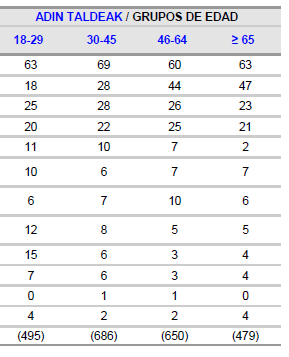 ADIN TALDEAK / GRUPOS DE EDAD
18-29 30-45 46-64 ≥ 65
63 69 60 63
18 28 44 47
25 28 26 23
20 22 25 21
11 10 7 2
10 6 7 7
6 7 10 6
12 8 5 5
15 6 3 4
7 6 3 4
0 1 1 0
4 2 2 4
(495) (686) (650) (479)